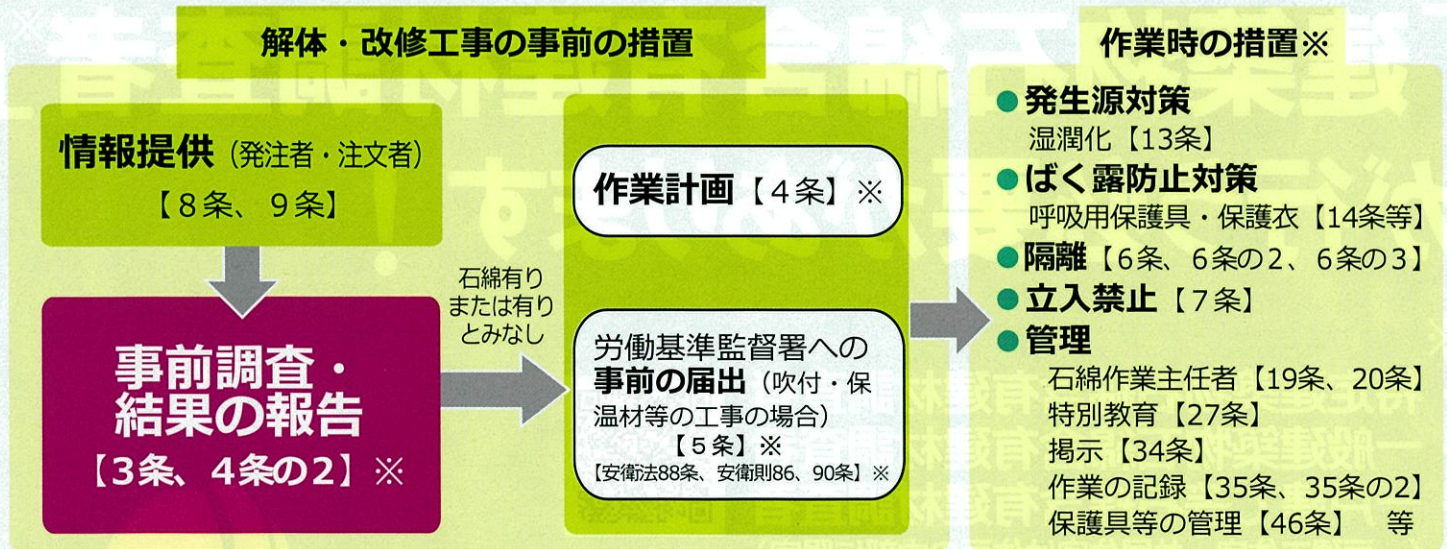 解体・改修工事の事前の措置
情報提供（発注者・注文者）
【8条、9条】
事前調査・
結果の報告
【3条、4条の2】※
石綿有り
または有り
とみなし
作業計画【4条】※
労働基準監督署への
事前の届出（吹付・保
温材等の工事の場合）
【5条】※
【安衛法88条、安衛則86、90条】※
作業時の措置※
●発生源対策
湿潤化【13条】
●ばく露防止対策
呼吸用保護具・保護衣【14条等】
●隔離【6条、6条の2、6条の3】
●立入禁止【7条】
●管理
石綿作業主任者【19条、20条】
特別教育【27条】
掲示【34条】
作業の記録【35条、35条の2】
保護具等の管理【46条】　等